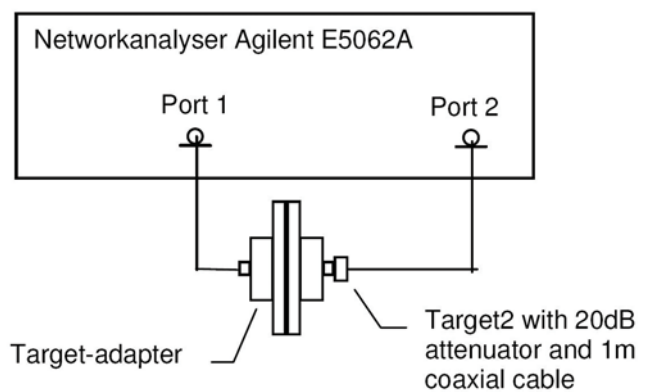 Networkanalyser Agilent E5062A
Port 1
Port 2
Target-adapter
Target2 with 20dB
attenuator and 1m
coaxial cable